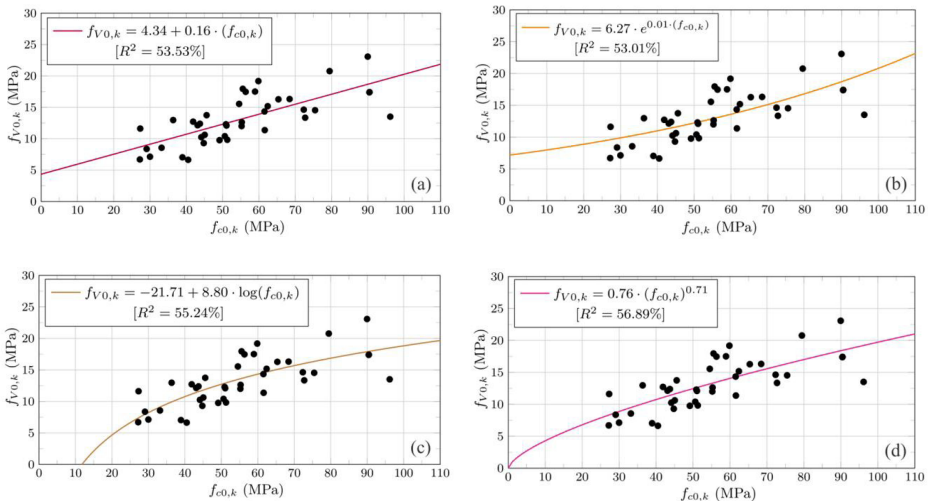 f_{V0,k} = 4.34 + 0.16 · (f_{c0,k})
[R² = 53.53%]
30
25
20
15
10
5
0
f_{V0,k} (MPa)
(a)
0 10 20 30 40 50 60 70 80 90 100 110
f_{c0,k} (MPa)
f_{V0,k} = 6.27 · e^{0.01·(f_{c0,k})}
[R² = 53.01%]
30
25
20
15
10
5
0
f_{V0,k} (MPa)
(b)
0 10 20 30 40 50 60 70 80 90 100 110
f_{c0,k} (MPa)
f_{V0,k} = −21.71 + 8.80 · log(f_{c0,k})
[R² = 55.24%]
30
25
20
15
10
5
0
f_{V0,k} (MPa)
(c)
0 10 20 30 40 50 60 70 80 90 100 110
f_{c0,k} (MPa)
f_{V0,k} = 0.76 · (f_{c0,k})^{0.71}
[R² = 56.89%]
30
25
20
15
10
5
0
f_{V0,k} (MPa)
(d)
0 10 20 30 40 50 60 70 80 90 100 110
f_{c0,k} (MPa)